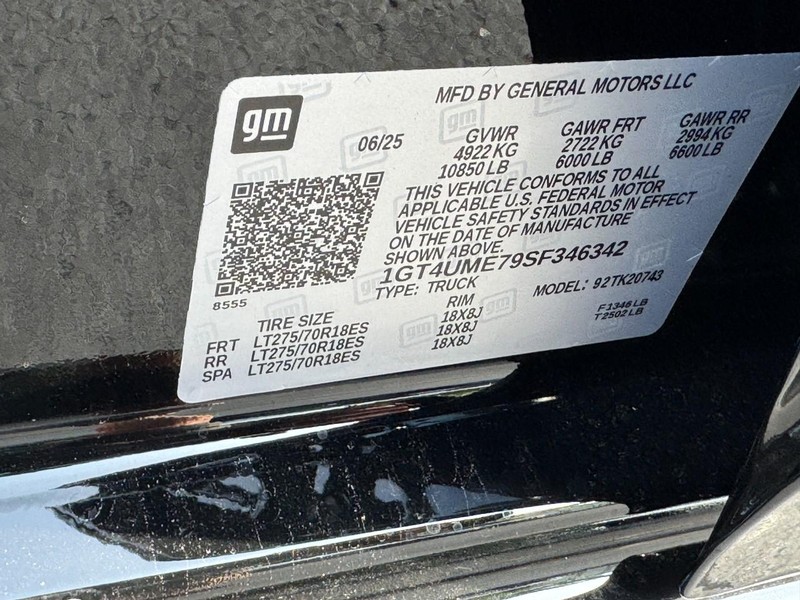 gm
MFD BY GENERAL MOTORS LLC
06/25
GVWR GAWR FRT GAWR RR
4922 KG 2722 KG 2994 KG
10850 LB 6000 LB 6600 LB
THIS VEHICLE CONFORMS TO ALL
APPLICABLE U.S. FEDERAL MOTOR
VEHICLE SAFETY STANDARDS IN EFFECT
ON THE DATE OF MANUFACTURE
SHOWN ABOVE.
1GT4UME79SF346342
TYPE: TRUCK MODEL: 92TK20743
8555
TIRE SIZE RIM
FRT LT275/70R18ES 18X8J
RR LT275/70R18ES 18X8J
SPA LT275/70R18ES 18X8J
F1346 LB
T2502 LB